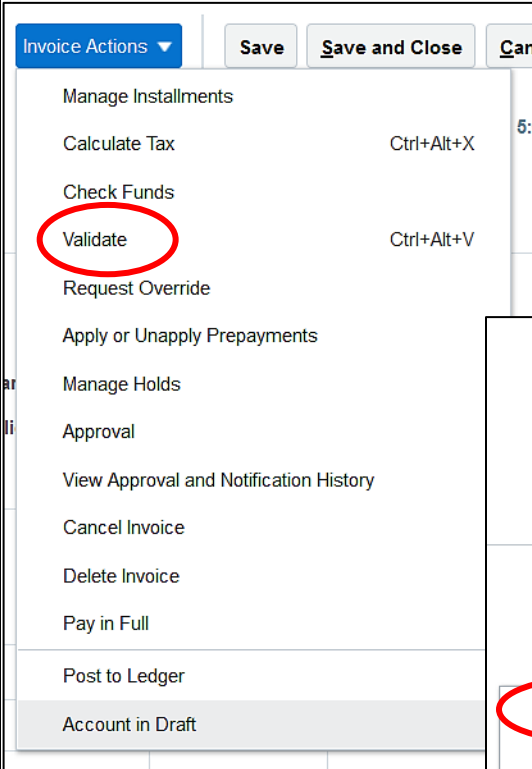 Invoice Actions Save Save and Close
5:
Manage Installments
Calculate Tax Ctrl+Alt+X
Check Funds
Validate Ctrl+Alt+V
Request Override
Apply or Unapply Prepayments
Manage Holds
Approval
View Approval and Notification History
Cancel Invoice
Delete Invoice
Pay in Full
Post to Ledger
Account in Draft